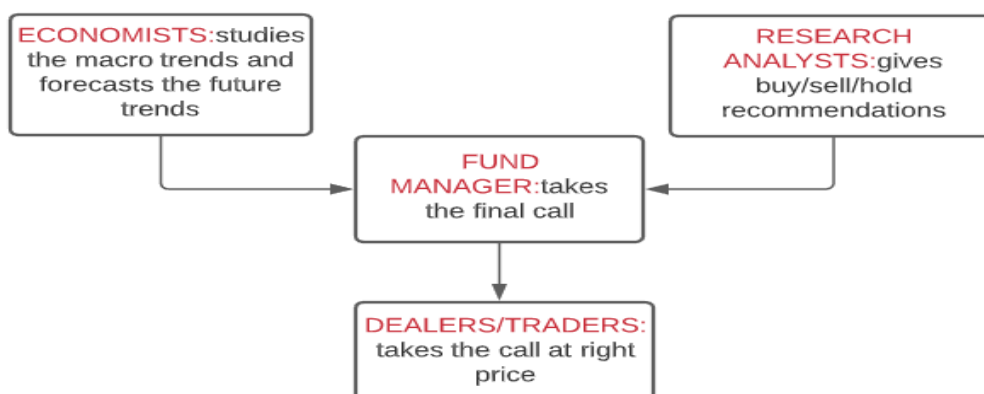 ECONOMISTS:studies
the macro trends and
forecasts the future
trends
RESEARCH
ANALYSTS:gives
buy/sell/hold
recommendations
FUND
MANAGER:takes
the final call
DEALERS/TRADERS:
takes the call at right
price